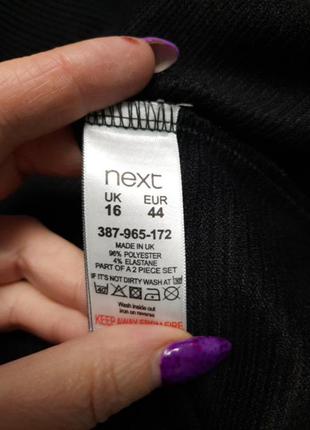 next
UK EUR
16 44
387-965-172
MADE IN UK
96% POLYESTER
4% ELASTANE
PART OF A 2 PIECE SET
IF IT'S NOT DIRTY WASH AT
40
Wash inside out
iron on reverse
KEEP AWAY FROM FIRE